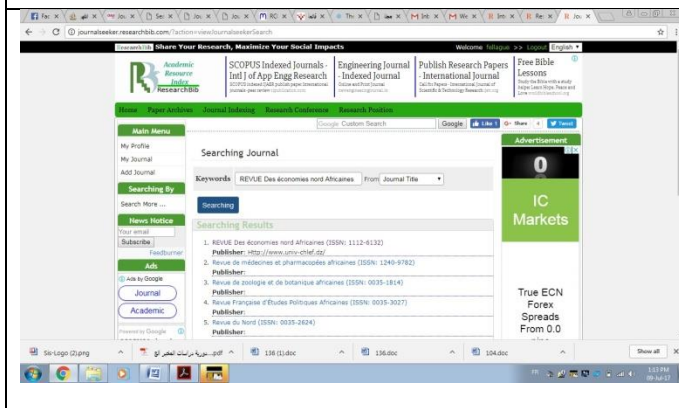 journalseeker.researchbib.com/?action=viewJournalseekerSearch
ResearchBib Share Your Research, Maximize Your Social Impacts
Welcome fellague >> Logout English
Academic
Resource
Index
ResearchBib
SCOPUS Indexed Journals -
Intl J of App Engg Research
Engineering Journal
- Indexed Journal
Publish Research Papers
- International Journal
Free Bible
Lessons
Home Paper Archives Journal Indexing Research Conference Research Position
Google Custom Search
Google
Like
Share
Tweet
Main Menu
My Profile
My Journal
Add Journal
Searching By
Search More ...
News Notice
Your email
Subscribe
Feedburner
Ads
Ads by Google
Journal
Academic
Powered by Google
Searching Journal
Keywords REVUE Des économies nord Africaines From Journal Title
Searching
Searching Results
1. REVUE Des économies nord Africaines (ISSN: 1112-6132)
Publisher: Http://www.univ-chlef.dz/
2. Revue de médecines et pharmacopées africaines (ISSN: 1240-9782)
Publisher:
3. Revue de zoologie et de botanique africaines (ISSN: 0035-1814)
Publisher:
4. Revue Française d'Études Politiques Africaines (ISSN: 0035-3027)
Publisher:
5. Revue du Nord (ISSN: 0035-2624)
Publisher:
Advertisement
IC
Markets
True ECN
Forex
Spreads
From 0.0
Sis-Logo (2).png
136 (1).doc
136.doc
104.doc
Show all
FR
1:13 PM
09-Jul-17